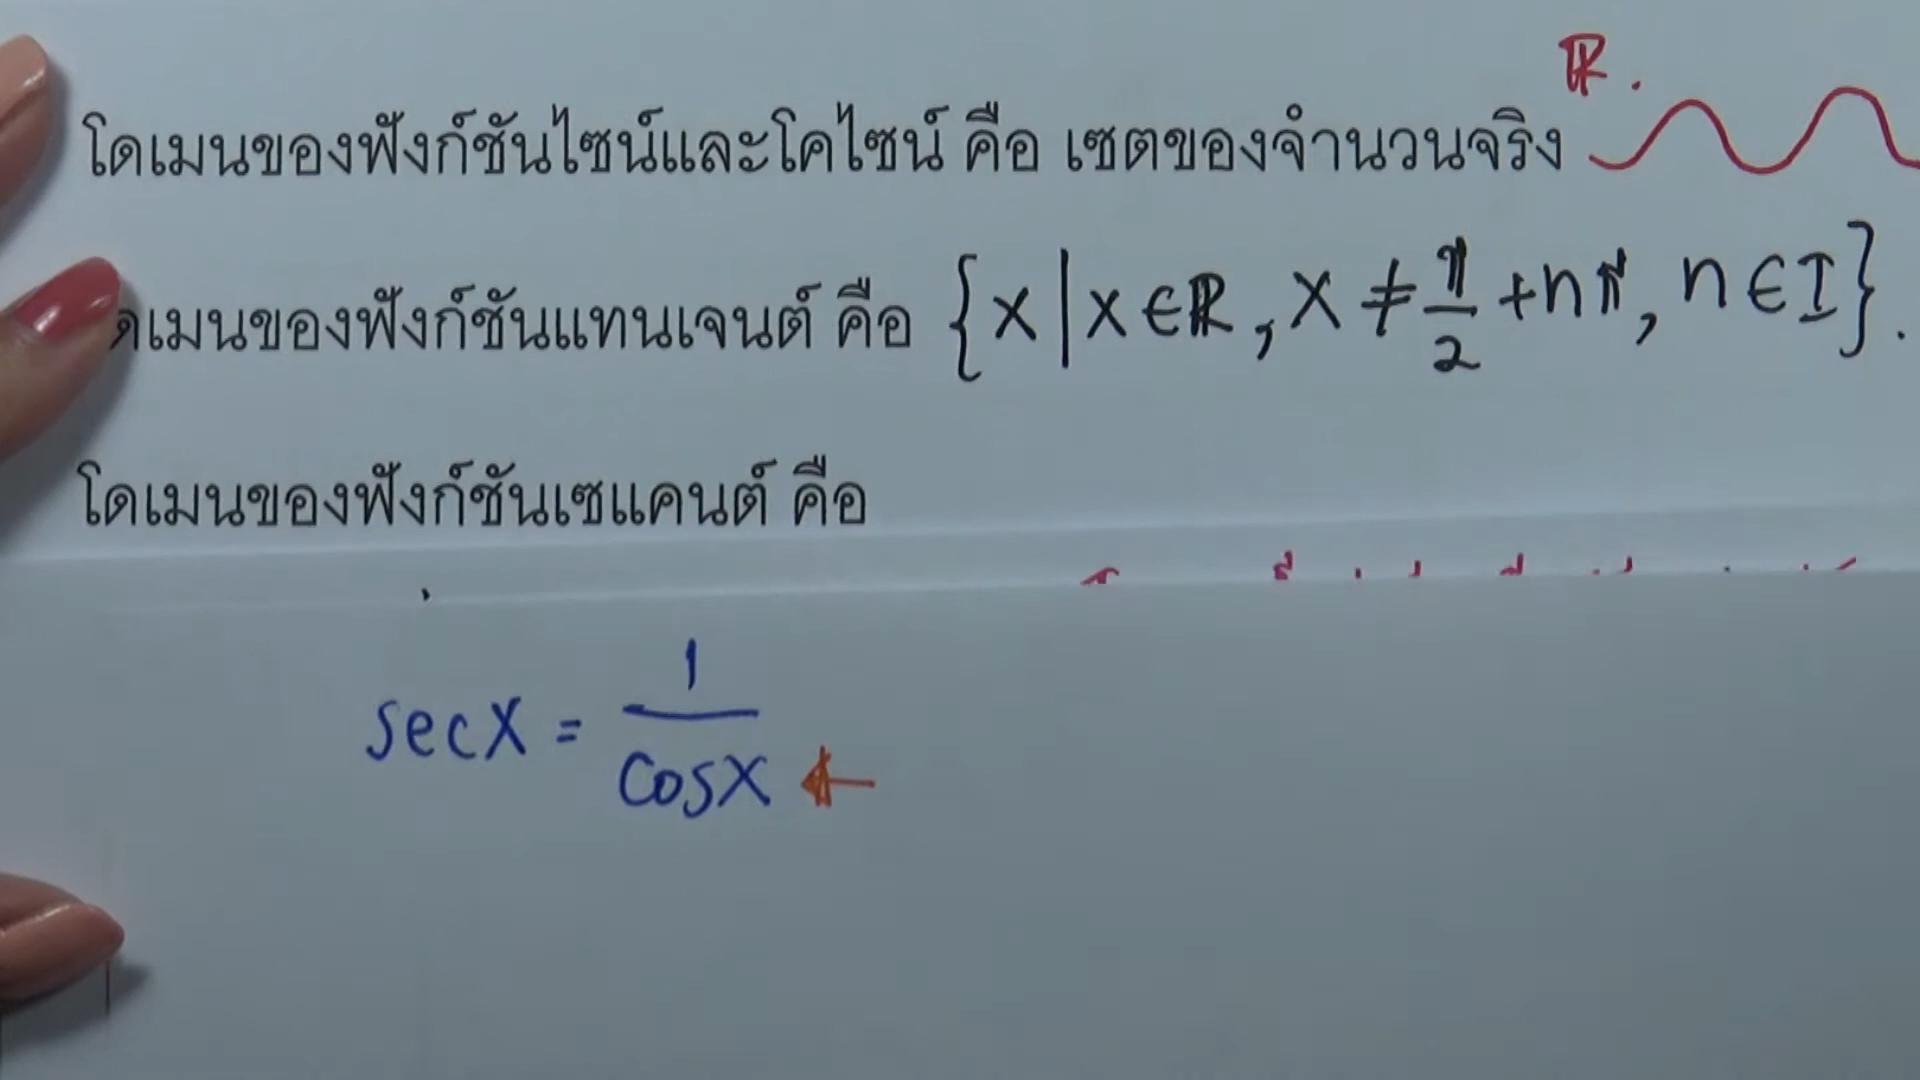 ℝ.
โดเมนของฟังก์ชันไซน์และโคไซน์ คือ เซตของจำนวนจริง
ดเมนของฟังก์ชันแทนเจนต์ คือ {x | x ∈ ℝ, x ≠ π/2 + nπ, n ∈ I}.
โดเมนของฟังก์ชันเซแคนต์ คือ
sec x = 1/cos x ←